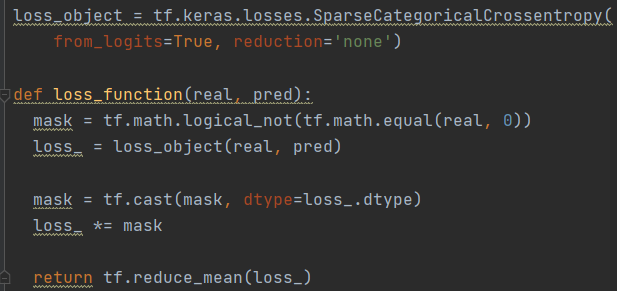 loss_object = tf.keras.losses.SparseCategoricalCrossentropy(
    from_logits=True, reduction='none')
def loss_function(real, pred):
  mask = tf.math.logical_not(tf.math.equal(real, 0))
  loss_ = loss_object(real, pred)
  mask = tf.cast(mask, dtype=loss_.dtype)
  loss_ *= mask
  return tf.reduce_mean(loss_)